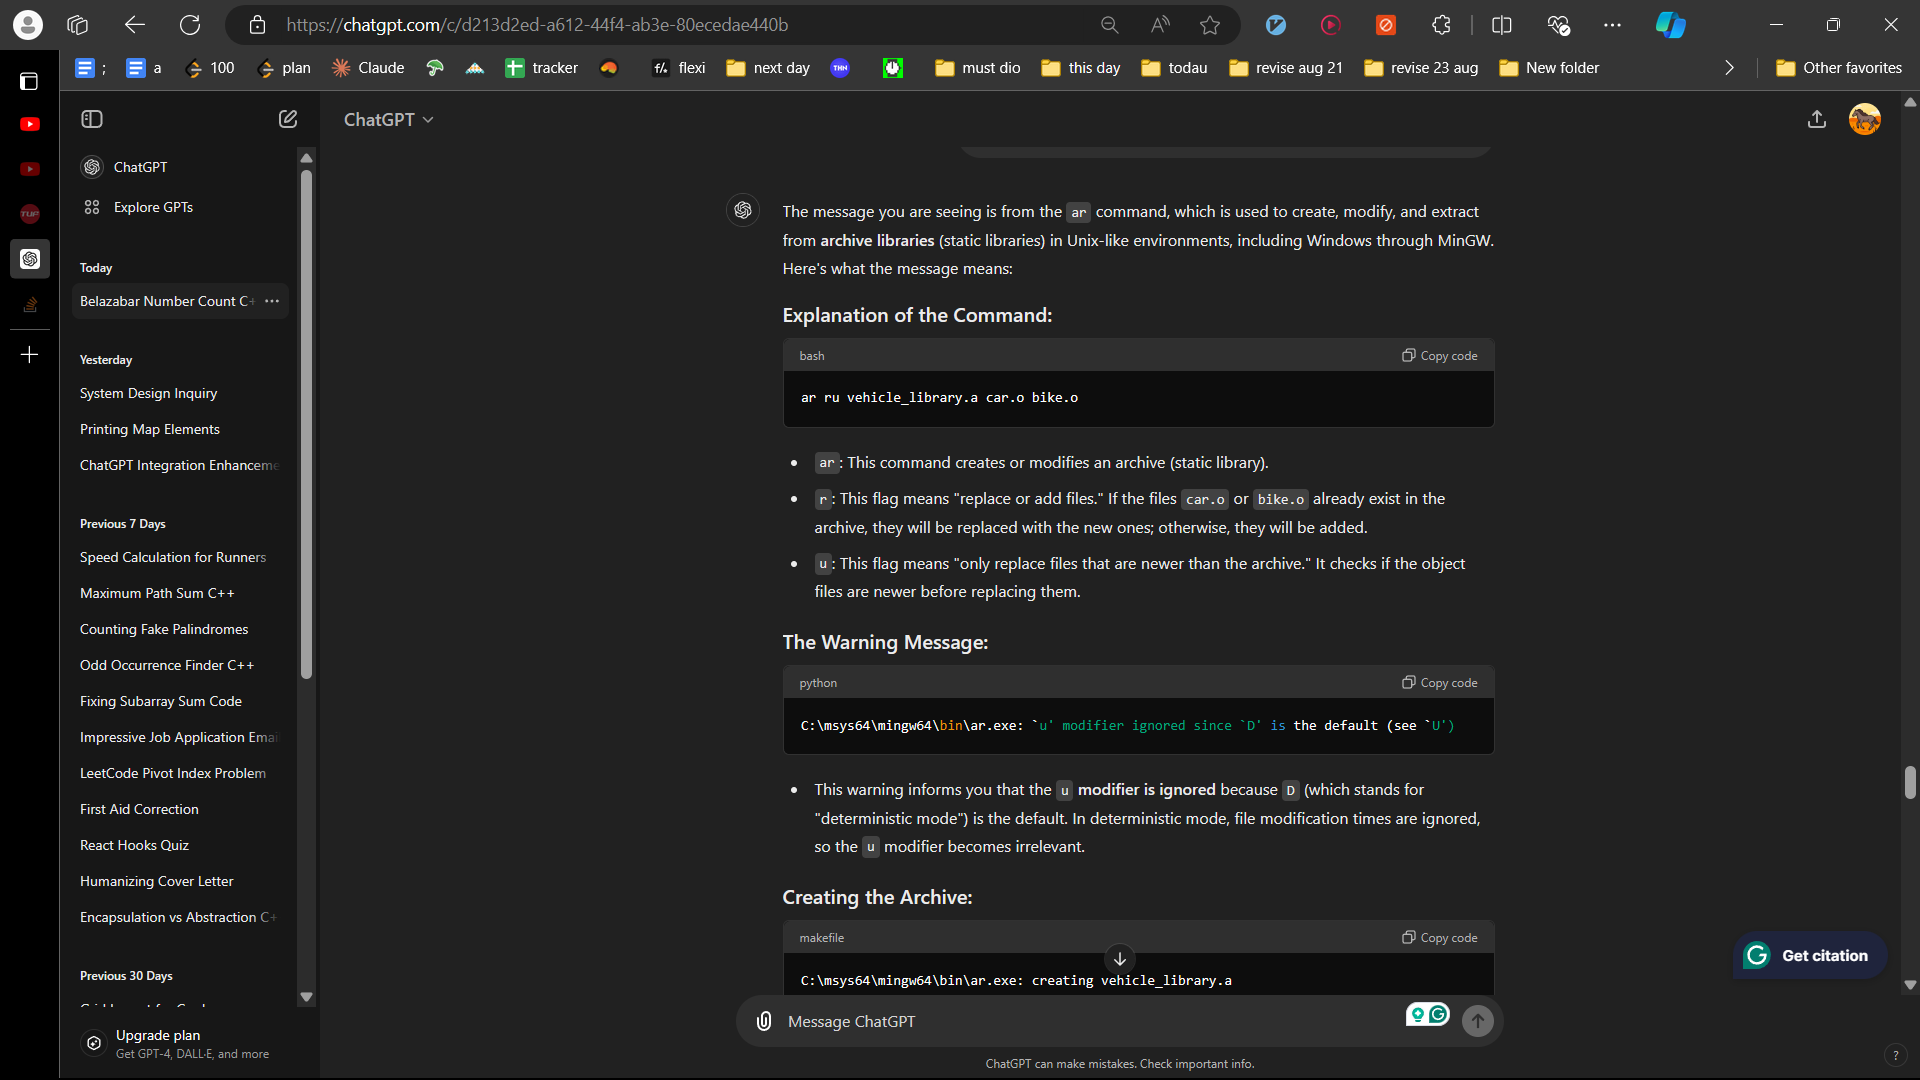 https://chatgpt.com/c/d213d2ed-a612-44f4-ab3e-80ecedae440b
;
a
100
plan
Claude
tracker
f/.
flexi
next day
THN
must dio
this day
todau
revise aug 21
revise 23 aug
New folder
Other favorites
ChatGPT
ChatGPT
Explore GPTs
TUF
Today
Belazabar Number Count C+
Yesterday
System Design Inquiry
Printing Map Elements
ChatGPT Integration Enhanceme
Previous 7 Days
Speed Calculation for Runners
Maximum Path Sum C++
Counting Fake Palindromes
Odd Occurrence Finder C++
Fixing Subarray Sum Code
Impressive Job Application Emai
LeetCode Pivot Index Problem
First Aid Correction
React Hooks Quiz
Humanizing Cover Letter
Encapsulation vs Abstraction C+
Previous 30 Days
Upgrade plan
Get GPT-4, DALL·E, and more
The message you are seeing is from the ar command, which is used to create, modify, and extract
from archive libraries (static libraries) in Unix-like environments, including Windows through MinGW.
Here's what the message means:
Explanation of the Command:
bash
Copy code
ar ru vehicle_library.a car.o bike.o
• ar: This command creates or modifies an archive (static library).
• r: This flag means "replace or add files." If the files car.o or bike.o already exist in the
archive, they will be replaced with the new ones; otherwise, they will be added.
• u: This flag means "only replace files that are newer than the archive." It checks if the object
files are newer before replacing them.
The Warning Message:
python
Copy code
C:\msys64\mingw64\bin\ar.exe: `u' modifier ignored since `D' is the default (see `U')
• This warning informs you that the u modifier is ignored because D (which stands for
"deterministic mode") is the default. In deterministic mode, file modification times are ignored,
so the u modifier becomes irrelevant.
Creating the Archive:
makefile
Copy code
C:\msys64\mingw64\bin\ar.exe: creating vehicle_library.a
Get citation
Message ChatGPT
ChatGPT can make mistakes. Check important info.
?